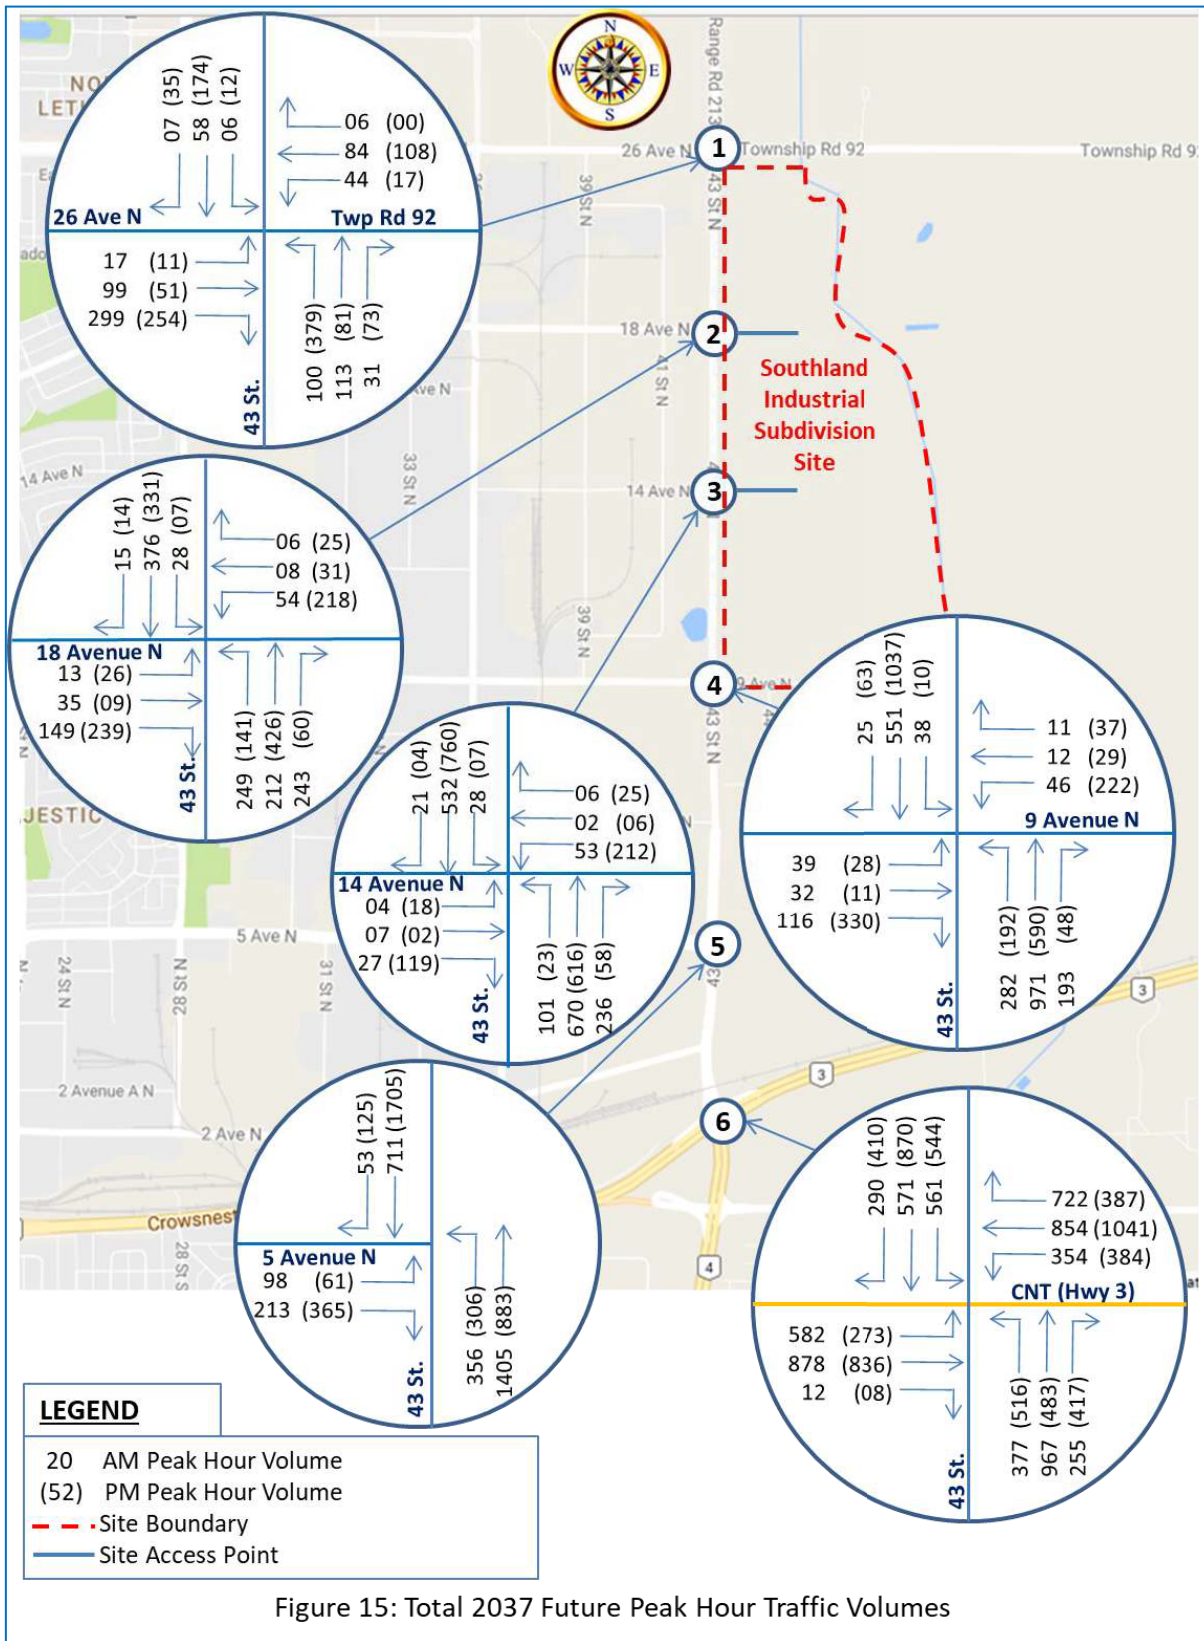 N
W
E
S
Range Rd 213
NO
LETH
26 Ave N
Township Rd 92
Township Rd 9
43 St N
39 St N
07 (35)
58 (174)
06 (12)
06 (00)
84 (108)
44 (17)
26 Ave N
Twp Rd 92
17 (11)
99 (51)
299 (254)
43 St.
100 (379)
113 (81)
31 (73)
1
18 Ave N
2
41 St N
Southland
Industrial
Subdivision
Site
Ave N
33 St N
14 Ave N
14 Ave N
3
15 (14)
376 (331)
28 (07)
06 (25)
08 (31)
54 (218)
18 Avenue N
13 (26)
35 (09)
149 (239)
43 St.
249 (141)
212 (426)
243 (60)
39 St N
4
9 Ave N
43 St N
JESTIC
21 (04)
532 (760)
28 (07)
06 (25)
02 (06)
53 (212)
14 Avenue N
04 (18)
07 (02)
27 (119)
43 St.
101 (23)
670 (616)
236 (58)
25 (63)
551 (1037)
38 (10)
11 (37)
12 (29)
46 (222)
9 Avenue N
39 (28)
32 (11)
116 (330)
43 St.
282 (192)
971 (590)
193 (48)
5 Ave N
24 St N
28 St N
31 St N
5
43
3
3
2 Avenue A N
2 Ave N
Crowsnest
28 St S
53 (125)
711 (1705)
5 Avenue N
98 (61)
213 (365)
43 St.
356 (306)
1405 (883)
6
4
290 (410)
571 (870)
561 (544)
722 (387)
854 (1041)
354 (384)
CNT (Hwy 3)
582 (273)
878 (836)
12 (08)
43 St.
377 (516)
967 (483)
255 (417)
LEGEND
20 AM Peak Hour Volume
(52) PM Peak Hour Volume
Site Boundary
Site Access Point
Figure 15: Total 2037 Future Peak Hour Traffic Volumes